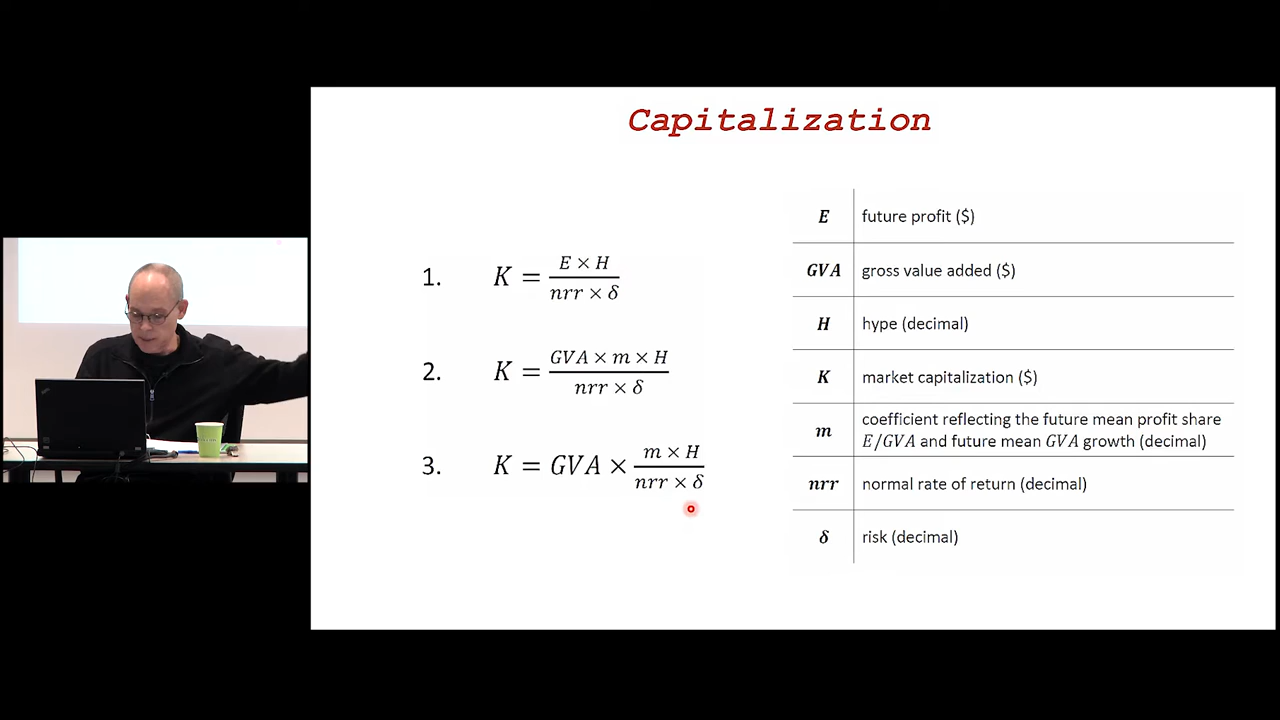 Capitalization
1. K = E × H / nrr × δ
2. K = GVA × m × H / nrr × δ
3. K = GVA × m × H / nrr × δ
E future profit ($)
GVA gross value added ($)
H hype (decimal)
K market capitalization ($)
m coefficient reflecting the future mean profit share
E/GVA and future mean GVA growth (decimal)
nrr normal rate of return (decimal)
δ risk (decimal)